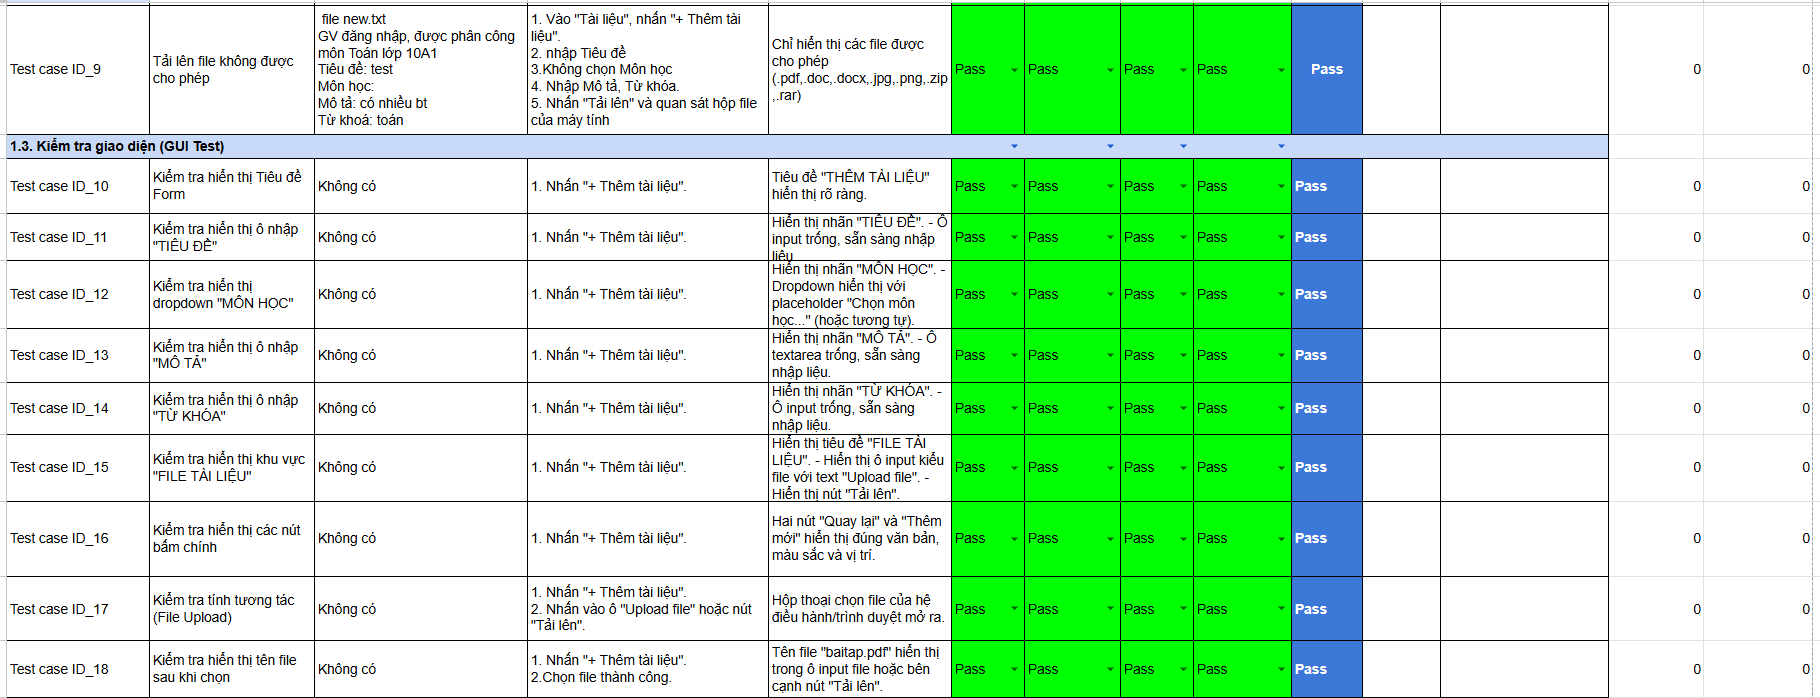 Test case ID_9
Tải lên file không được
cho phép
file new.txt
GV đăng nhập, được phân công
môn Toán lớp 10A1
Tiêu đề: test
Môn học:
Mô tả: có nhiều bt
Từ khoá: toán
1. Vào "Tài liệu", nhấn "+ Thêm tài
liệu".
2. nhập Tiêu đề
3.Không chọn Môn học
4. Nhập Mô tả, Từ khóa.
5. Nhấn "Tải lên" và quan sát hộp file
của máy tính
Chỉ hiển thị các file được
cho phép
(.pdf,.doc,.docx,.jpg,.png,.zip
,.rar)
Pass Pass Pass Pass Pass 0 0
1.3. Kiểm tra giao diện (GUI Test)
Test case ID_10
Kiểm tra hiển thị Tiêu đề
Form
Không có
1. Nhấn "+ Thêm tài liệu".
Tiêu đề "THÊM TÀI LIỆU"
hiển thị rõ ràng.
Pass Pass Pass Pass Pass 0 0
Test case ID_11
Kiểm tra hiển thị ô nhập
"TIÊU ĐỀ"
Không có
1. Nhấn "+ Thêm tài liệu".
Hiển thị nhãn "TIÊU ĐỀ". - Ô
input trống, sẵn sàng nhập
liệu
Pass Pass Pass Pass Pass 0 0
Test case ID_12
Kiểm tra hiển thị
dropdown "MÔN HỌC"
Không có
1. Nhấn "+ Thêm tài liệu".
Hiển thị nhãn "MÔN HỌC". -
Dropdown hiển thị với
placeholder "Chọn môn
học..." (hoặc tương tự).
Pass Pass Pass Pass Pass 0 0
Test case ID_13
Kiểm tra hiển thị ô nhập
"MÔ TẢ"
Không có
1. Nhấn "+ Thêm tài liệu".
Hiển thị nhãn "MÔ TẢ". - Ô
textarea trống, sẵn sàng
nhập liệu.
Pass Pass Pass Pass Pass 0 0
Test case ID_14
Kiểm tra hiển thị ô nhập
"TỪ KHÓA"
Không có
1. Nhấn "+ Thêm tài liệu".
Hiển thị nhãn "TỪ KHÓA". -
Ô input trống, sẵn sàng
nhập liệu.
Pass Pass Pass Pass Pass 0 0
Test case ID_15
Kiểm tra hiển thị khu vực
"FILE TÀI LIỆU"
Không có
1. Nhấn "+ Thêm tài liệu".
Hiển thị tiêu đề "FILE TÀI
LIỆU". - Hiển thị ô input kiểu
file với text "Upload file". -
Hiển thị nút "Tải lên".
Pass Pass Pass Pass Pass 0 0
Test case ID_16
Kiểm tra hiển thị các nút
bấm chính
Không có
1. Nhấn "+ Thêm tài liệu".
Hai nút "Quay lại" và "Thêm
mới" hiển thị đúng văn bản,
màu sắc và vị trí.
Pass Pass Pass Pass Pass 0 0
Test case ID_17
Kiểm tra tính tương tác
(File Upload)
Không có
1. Nhấn "+ Thêm tài liệu".
2. Nhấn vào ô "Upload file" hoặc nút
"Tải lên".
Hộp thoại chọn file của hệ
điều hành/trình duyệt mở ra.
Pass Pass Pass Pass Pass 0 0
Test case ID_18
Kiểm tra hiển thị tên file
sau khi chọn
Không có
1. Nhấn "+ Thêm tài liệu".
2.Chọn file thành công.
Tên file "baitap.pdf" hiển thị
trong ô input file hoặc bên
cạnh nút "Tải lên".
Pass Pass Pass Pass Pass 0 0